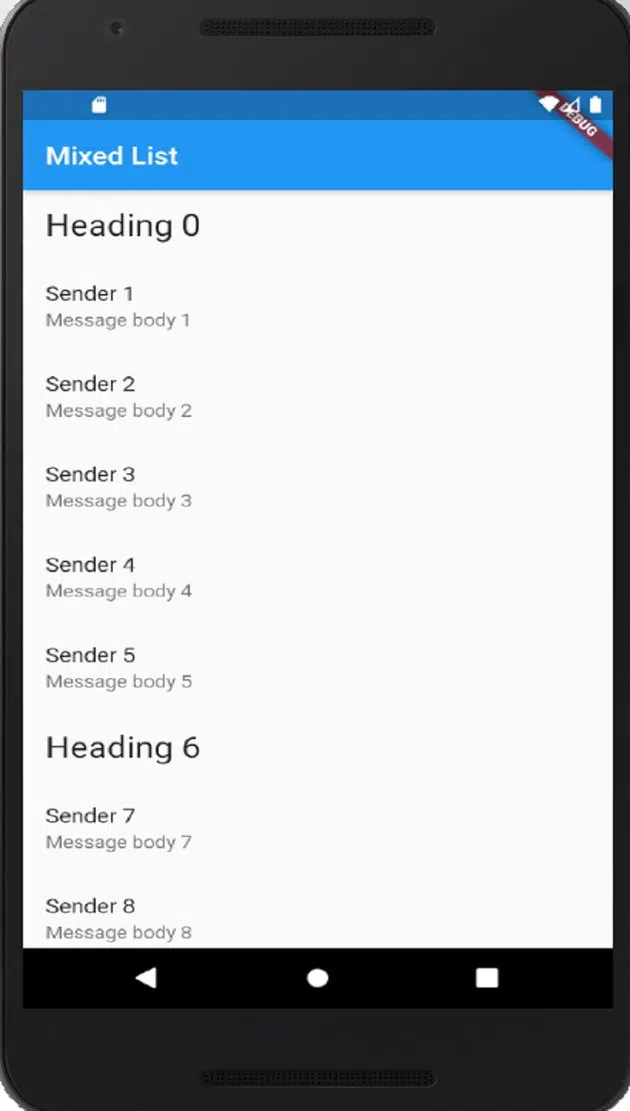 DEBUG
Mixed List
Heading 0
Sender 1
Message body 1
Sender 2
Message body 2
Sender 3
Message body 3
Sender 4
Message body 4
Sender 5
Message body 5
Heading 6
Sender 7
Message body 7
Sender 8
Message body 8